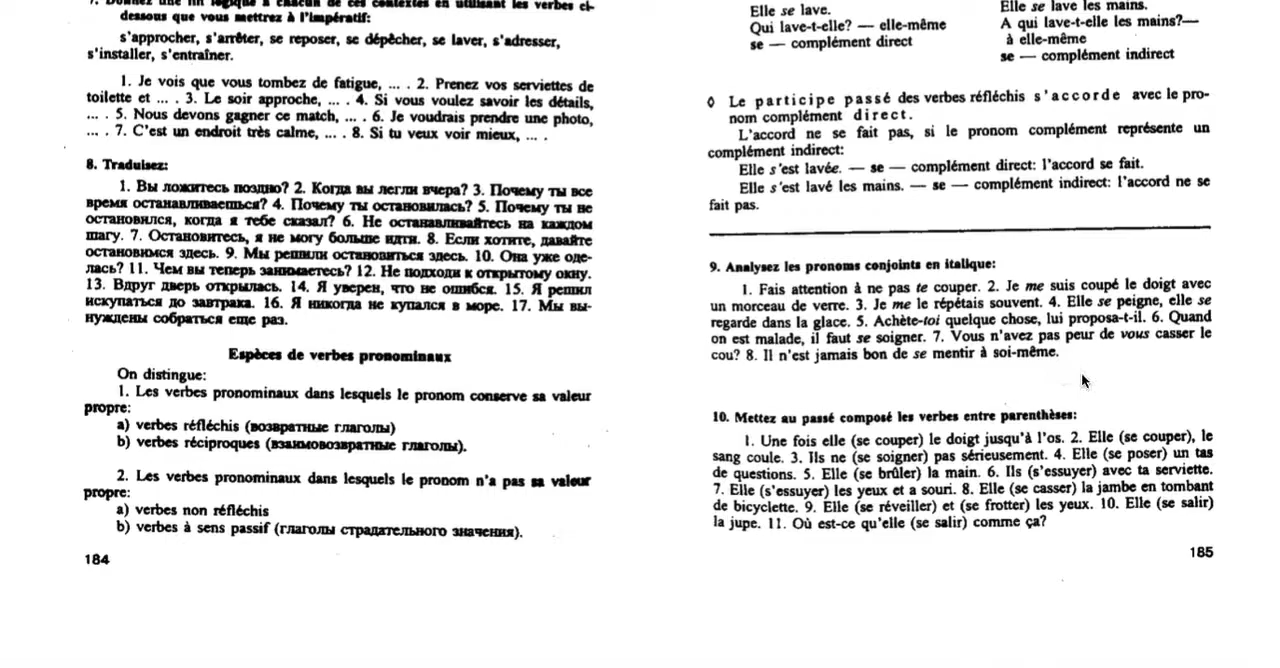 7. Donnez une fin logique à chacun de ces contextes en utilisant les verbes ci-
dessous que vous mettrez à l'impératif:
s'approcher, s'arrêter, se reposer, se dépêcher, se laver, s'adresser,
s'installer, s'entraîner.
1. Je vois que vous tombez de fatigue, ... . 2. Prenez vos serviettes de
toilette et ... . 3. Le soir approche, ... . 4. Si vous voulez savoir les détails,
... . 5. Nous devons gagner ce match, ... . 6. Je voudrais prendre une photo,
... . 7. C'est un endroit très calme, ... . 8. Si tu veux voir mieux, ... .
8. Traduisez:
1. Вы ложитесь поздно? 2. Когда вы легли вчера? 3. Почему ты все
время останавливаешься? 4. Почему ты остановилась? 5. Почему ты не
остановился, когда я тебе сказал? 6. Не останавливайтесь на каждом
шагу. 7. Остановитесь, я не могу больше идти. 8. Если хотите, давайте
остановимся здесь. 9. Мы решили остановиться здесь. 10. Она уже оде-
лась? 11. Чем вы теперь занимаетесь? 12. Не подходи к открытому окну.
13. Вдруг дверь открылась. 14. Я уверен, что не ошибся. 15. Я решил
искупаться до завтрака. 16. Я никогда не купался в море. 17. Мы вы-
нуждены собраться еще раз.
Espèces de verbes pronominaux
On distingue:
1. Les verbes pronominaux dans lesquels le pronom conserve sa valeur
propre:
a) verbes réfléchis (возвратные глаголы)
b) verbes réciproques (взаимовозвратные глаголы).
2. Les verbes pronominaux dans lesquels le pronom n'a pas sa valeur
propre:
a) verbes non réfléchis
b) verbes à sens passif (глаголы страдательного значения).
184
Elle se lave.
Qui lave-t-elle? — elle-même
se — complément direct
Elle se lave les mains.
A qui lave-t-elle les mains?—
à elle-même
se — complément indirect
◊ Le participe passé des verbes réfléchis s'accorde avec le pro-
nom complément direct.
L'accord ne se fait pas, si le pronom complément représente un
complément indirect:
Elle s'est lavée. — se — complément direct: l'accord se fait.
Elle s'est lavé les mains. — se — complément indirect: l'accord ne se
fait pas.
9. Analysez les pronoms conjoints en italique:
1. Fais attention à ne pas te couper. 2. Je me suis coupé le doigt avec
un morceau de verre. 3. Je me le répétais souvent. 4. Elle se peigne, elle se
regarde dans la glace. 5. Achète-toi quelque chose, lui proposa-t-il. 6. Quand
on est malade, il faut se soigner. 7. Vous n'avez pas peur de vous casser le
cou? 8. Il n'est jamais bon de se mentir à soi-même.
10. Mettez au passé composé les verbes entre parenthèses:
1. Une fois elle (se couper) le doigt jusqu'à l'os. 2. Elle (se couper), le
sang coule. 3. Ils ne (se soigner) pas sérieusement. 4. Elle (se poser) un tas
de questions. 5. Elle (se brûler) la main. 6. Ils (s'essuyer) avec ta serviette.
7. Elle (s'essuyer) les yeux et a souri. 8. Elle (se casser) la jambe en tombant
de bicyclette. 9. Elle (se réveiller) et (se frotter) les yeux. 10. Elle (se salir)
la jupe. 11. Où est-ce qu'elle (se salir) comme ça?
185